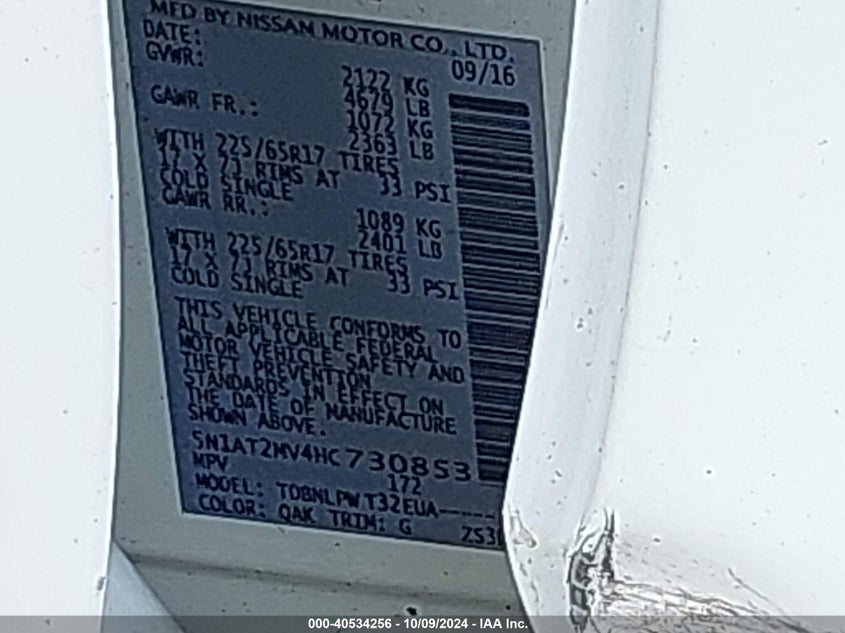 MFD BY NISSAN MOTOR CO., LTD.
DATE: 09/16
GVWR: 2122 KG
4679 LB
GAWR FR.: 1072 KG
2363 LB
WITH 225/65R17 TIRES
17 X 7J RIMS AT 33 PSI
COLD SINGLE
GAWR RR.: 1089 KG
2401 LB
WITH 225/65R17 TIRES
17 X 7J RIMS AT 33 PSI
COLD SINGLE
THIS VEHICLE CONFORMS TO
ALL APPLICABLE FEDERAL
MOTOR VEHICLE SAFETY AND
THEFT PREVENTION
STANDARDS IN EFFECT ON
THE DATE OF MANUFACTURE
SHOWN ABOVE.
5N1AT2MV4HC730853
MPV 172
MODEL: TDBNLPW T32EUA-----
COLOR: QAK TRIM: G
000-40534256 - 10/09/2024 - IAA, Inc.